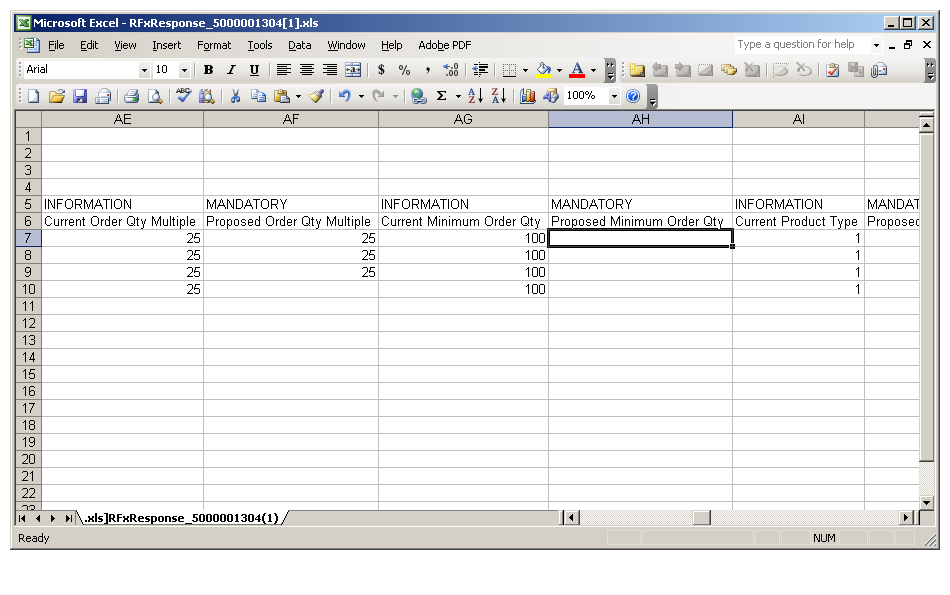 Microsoft Excel - RFxResponse_5000001304[1].xls
File Edit View Insert Format Tools Data Window Help Adobe PDF Type a question for help
Arial 10 B I U $ % ,
Σ 100%
AE AF AG AH AI
1
2
3
4
5 INFORMATION MANDATORY INFORMATION MANDATORY INFORMATION MANDAT
6 Current Order Qty Multiple Proposed Order Qty Multiple Current Minimum Order Qty Proposed Minimum Order Qty Current Product Type Proposed
7 25 25 100 1
8 25 25 100 1
9 25 25 100 1
10 25 100 1
11
12
13
14
15
16
17
18
19
20
21
22
23
.xls]RFxResponse_5000001304(1)
Ready NUM